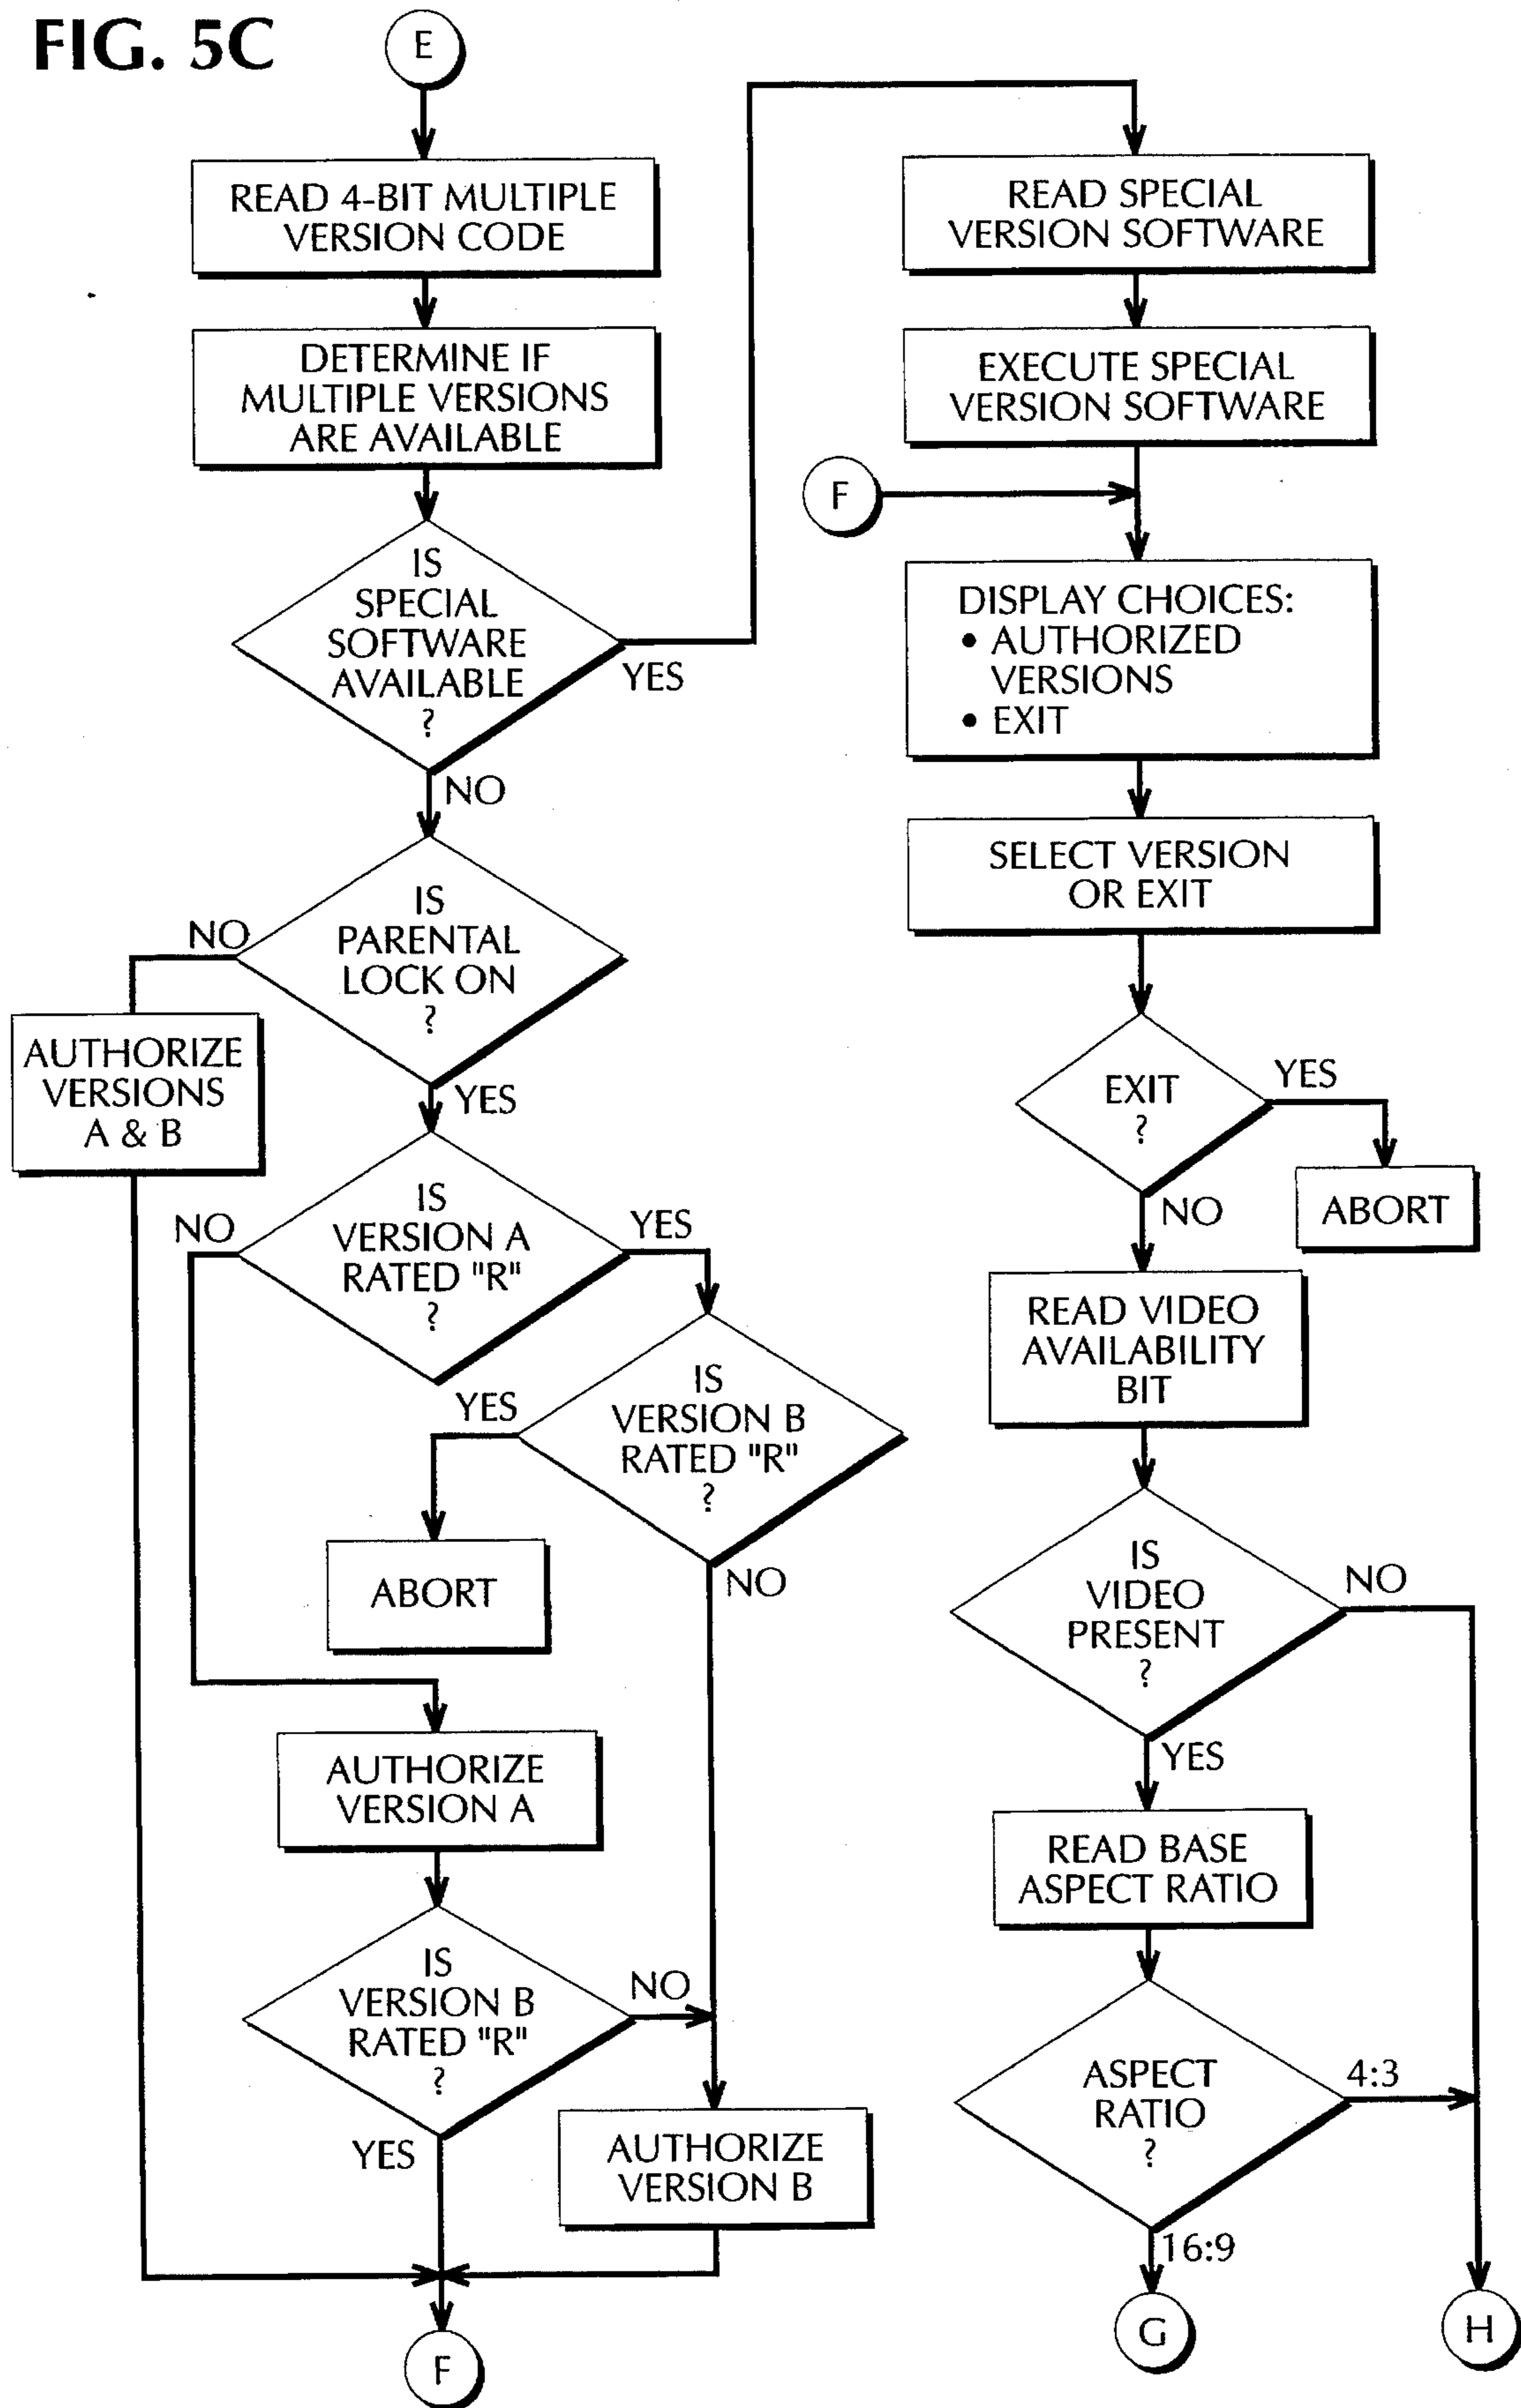 FIG. 5C
E
READ 4-BIT MULTIPLE
VERSION CODE
DETERMINE IF
MULTIPLE VERSIONS
ARE AVAILABLE
IS
SPECIAL
SOFTWARE
AVAILABLE
?
YES
NO
IS
PARENTAL
LOCK ON
?
NO
YES
AUTHORIZE
VERSIONS
A & B
IS
VERSION A
RATED "R"
?
NO
YES
IS
VERSION B
RATED "R"
?
YES
NO
ABORT
AUTHORIZE
VERSION A
IS
VERSION B
RATED "R"
?
NO
YES
AUTHORIZE
VERSION B
F
READ SPECIAL
VERSION SOFTWARE
EXECUTE SPECIAL
VERSION SOFTWARE
F
DISPLAY CHOICES:
• AUTHORIZED
VERSIONS
• EXIT
SELECT VERSION
OR EXIT
EXIT
?
YES
NO
ABORT
READ VIDEO
AVAILABILITY
BIT
IS
VIDEO
PRESENT
?
NO
YES
READ BASE
ASPECT RATIO
ASPECT
RATIO
?
4:3
16:9
G
H